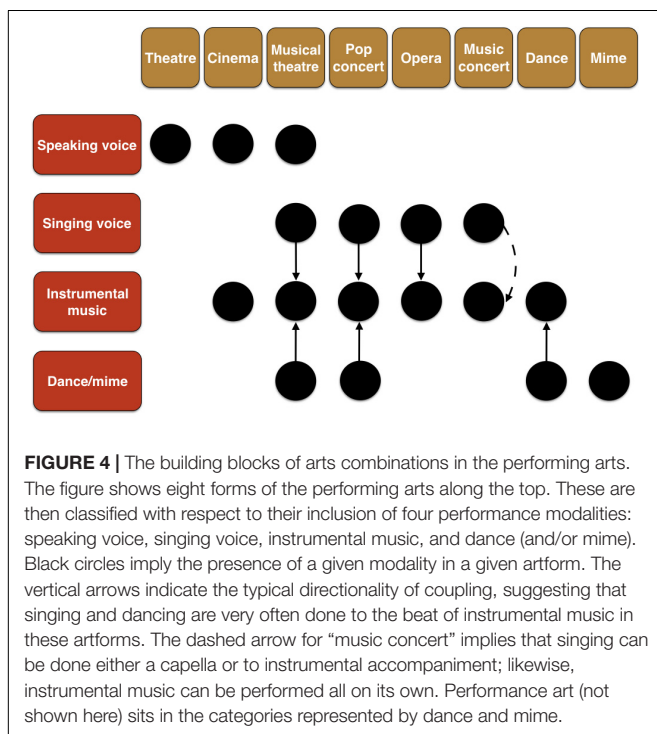 Theatre
Cinema
Musical
theatre
Pop
concert
Opera
Music
concert
Dance
Mime
Speaking voice
Singing voice
Instrumental
music
Dance/mime
FIGURE 4 | The building blocks of arts combinations in the performing arts.
The figure shows eight forms of the performing arts along the top. These are
then classified with respect to their inclusion of four performance modalities:
speaking voice, singing voice, instrumental music, and dance (and/or mime).
Black circles imply the presence of a given modality in a given artform. The
vertical arrows indicate the typical directionality of coupling, suggesting that
singing and dancing are very often done to the beat of instrumental music in
these artforms. The dashed arrow for “music concert” implies that singing can
be done either a capella or to instrumental accompaniment; likewise,
instrumental music can be performed all on its own. Performance art (not
shown here) sits in the categories represented by dance and mime.